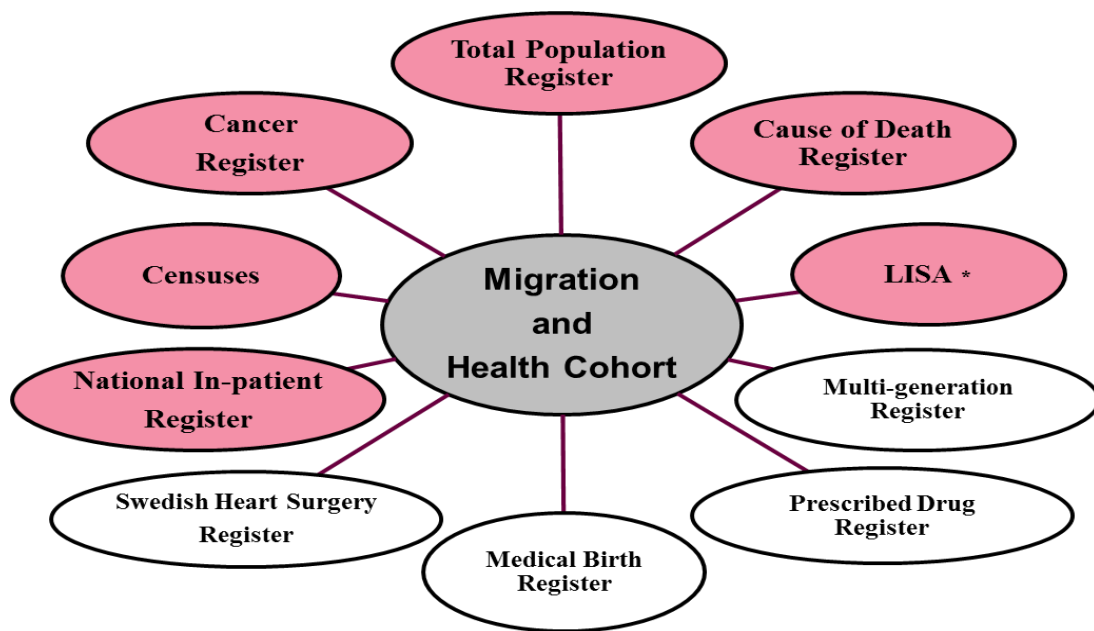 Total Population
Register
Cancer
Register
Cause of Death
Register
Censuses
Migration
and
Health Cohort
LISA *
National In-patient
Register
Multi-generation
Register
Swedish Heart Surgery
Register
Prescribed Drug
Register
Medical Birth
Register